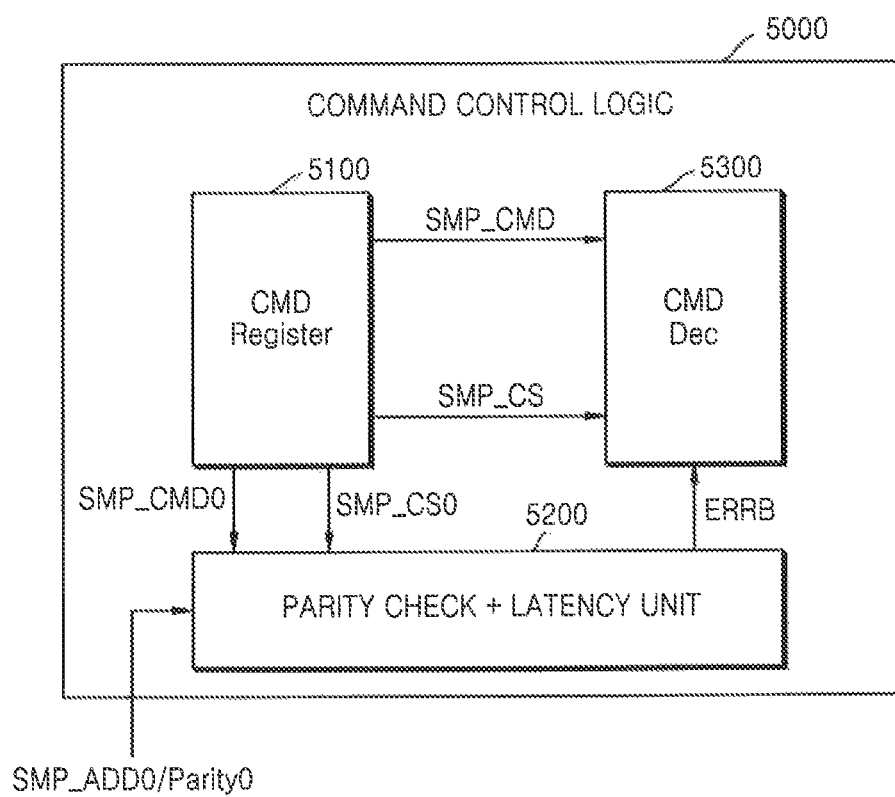 5000
COMMAND CONTROL LOGIC
5100
5300
SMP_CMD
CMD
Register
CMD
Dec
SMP_CS
SMP_CMD0
SMP_CS0
5200
ERRB
PARITY CHECK + LATENCY UNIT
SMP_ADD0/Parity0